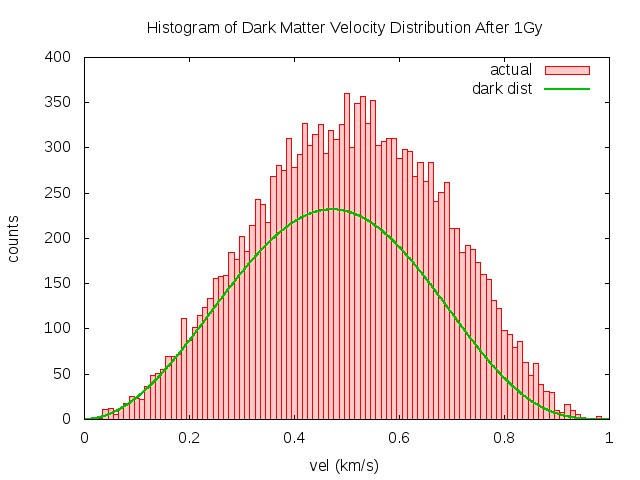 Histogram of Dark Matter Velocity Distribution After 1Gy
400
350
300
250
200
150
100
50
0
counts
actual
dark dist
0 0.2 0.4 0.6 0.8 1
vel (km/s)